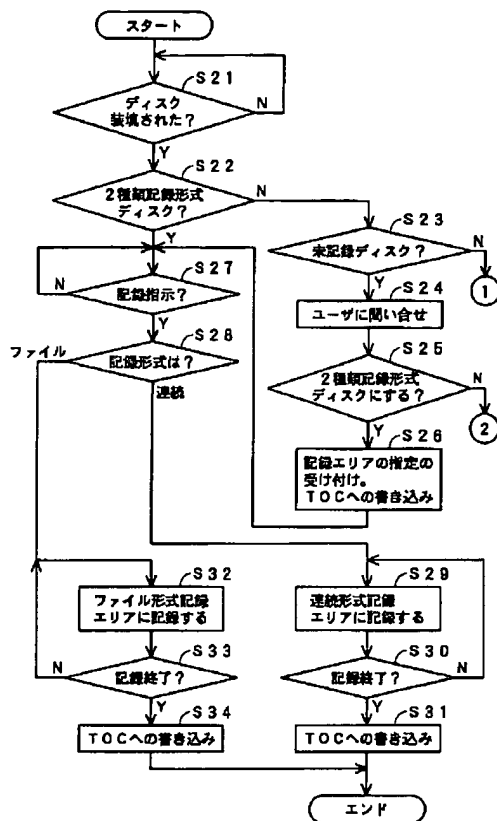 スタート
S21
ディスク
装填された?
N
Y
S22
2種類記録形式
ディスク?
N
Y
S23
未記録ディスク?
N
Y
1
S24
ユーザに問い合せ
S25
2種類記録形式
ディスクにする?
N
Y
2
S26
記録エリアの指定の
受け付け。
TOCへの書き込み
S27
記録指示?
N
Y
S28
記録形式は?
ファイル
連続
S32
ファイル形式記録
エリアに記録する
S33
記録終了?
N
Y
S34
TOCへの書き込み
S29
連続形式記録
エリアに記録する
S30
記録終了?
N
Y
S31
TOCへの書き込み
エンド